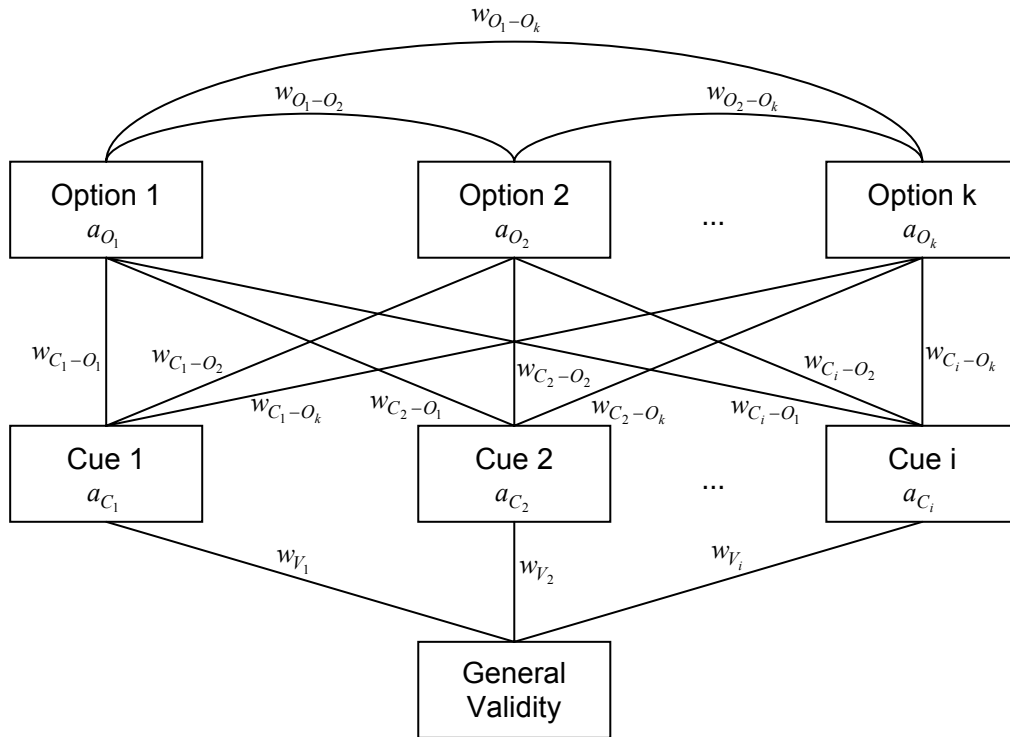 w_{O_1-O_k}
w_{O_1-O_2}
w_{O_2-O_k}
Option 1
a_{O_1}
Option 2
a_{O_2}
...
Option k
a_{O_k}
w_{C_1-O_1}
w_{C_1-O_2}
w_{C_1-O_k}
w_{C_2-O_1}
w_{C_2-O_2}
w_{C_2-O_k}
w_{C_i-O_1}
w_{C_i-O_2}
w_{C_i-O_k}
Cue 1
a_{C_1}
Cue 2
a_{C_2}
...
Cue i
a_{C_i}
w_{V_1}
w_{V_2}
w_{V_i}
General
Validity